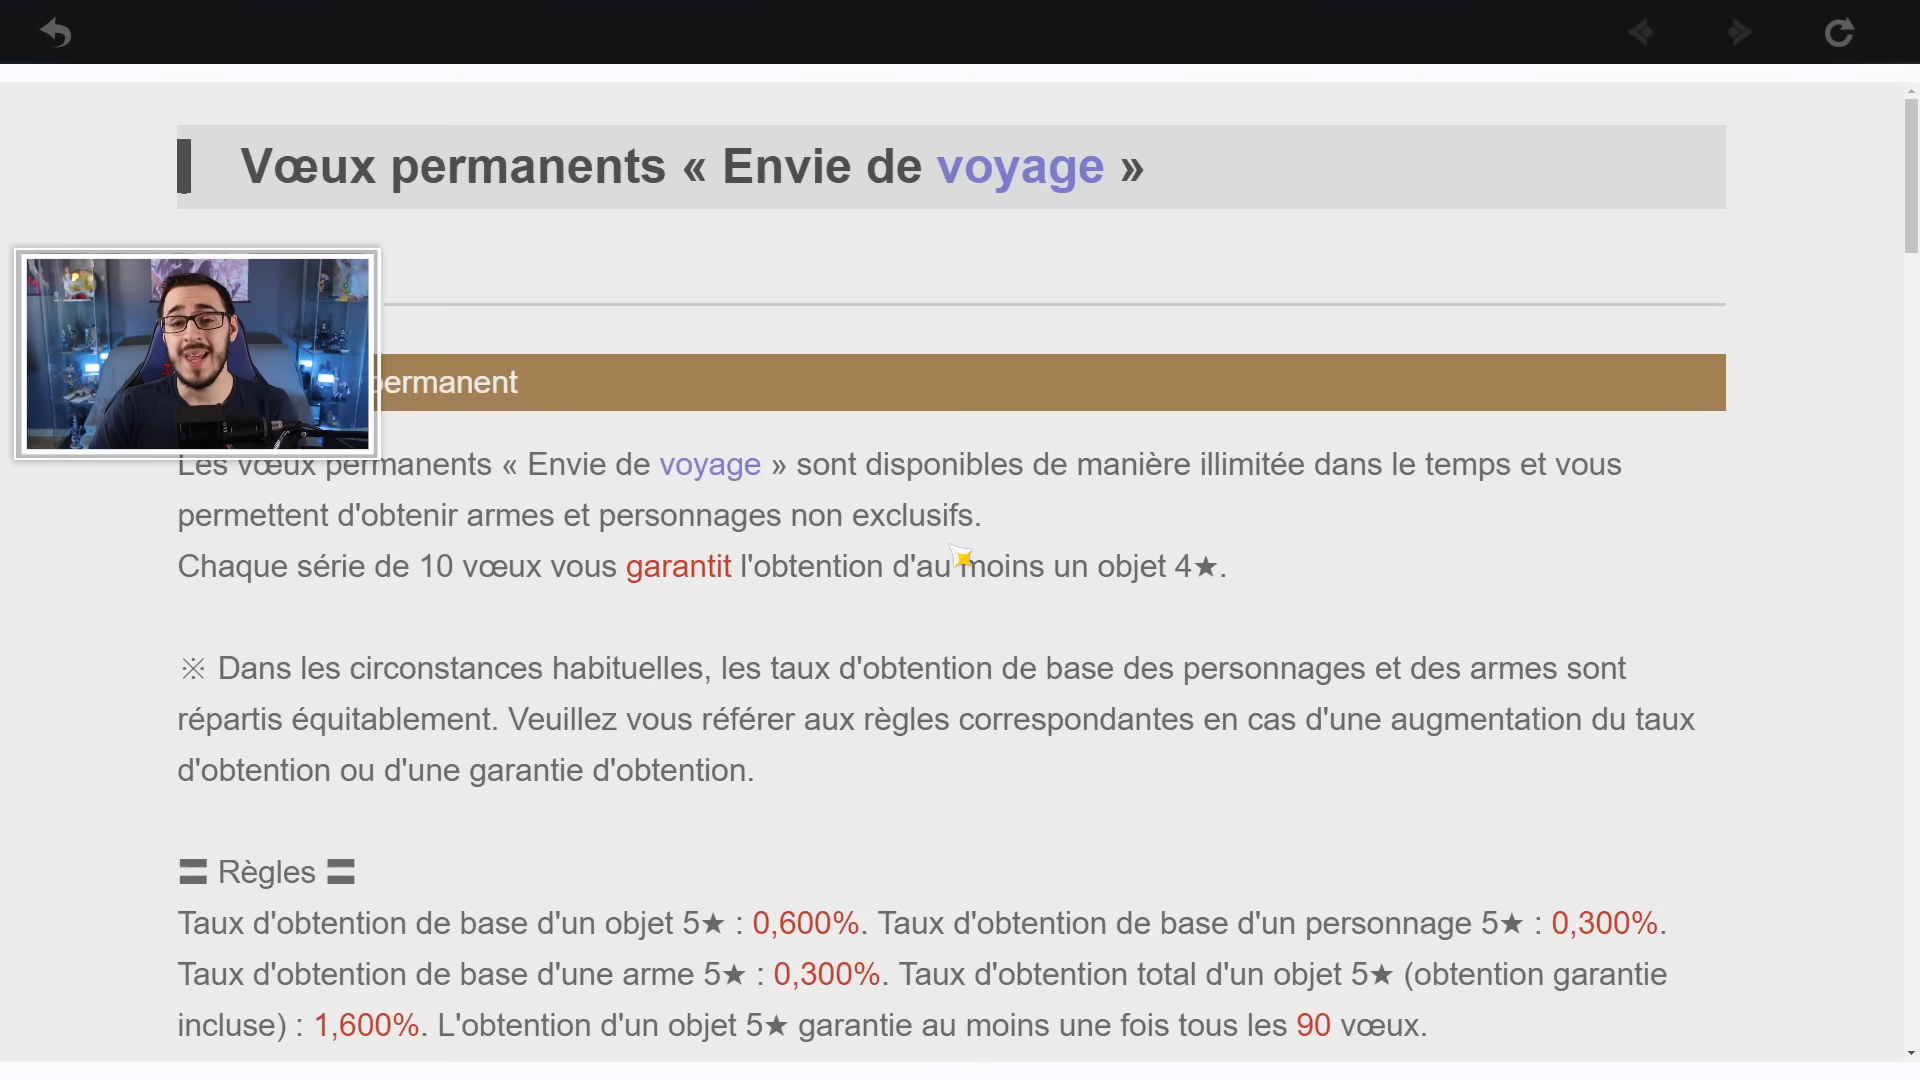 Vœux permanents « Envie de voyage »
permanent
Les vœux permanents « Envie de voyage » sont disponibles de manière illimitée dans le temps et vous
permettent d'obtenir armes et personnages non exclusifs.
Chaque série de 10 vœux vous garantit l'obtention d'au moins un objet 4★.
※ Dans les circonstances habituelles, les taux d'obtention de base des personnages et des armes sont
répartis équitablement. Veuillez vous référer aux règles correspondantes en cas d'une augmentation du taux
d'obtention ou d'une garantie d'obtention.
〓 Règles 〓
Taux d'obtention de base d'un objet 5★ : 0,600%. Taux d'obtention de base d'un personnage 5★ : 0,300%.
Taux d'obtention de base d'une arme 5★ : 0,300%. Taux d'obtention total d'un objet 5★ (obtention garantie
incluse) : 1,600%. L'obtention d'un objet 5★ garantie au moins une fois tous les 90 vœux.